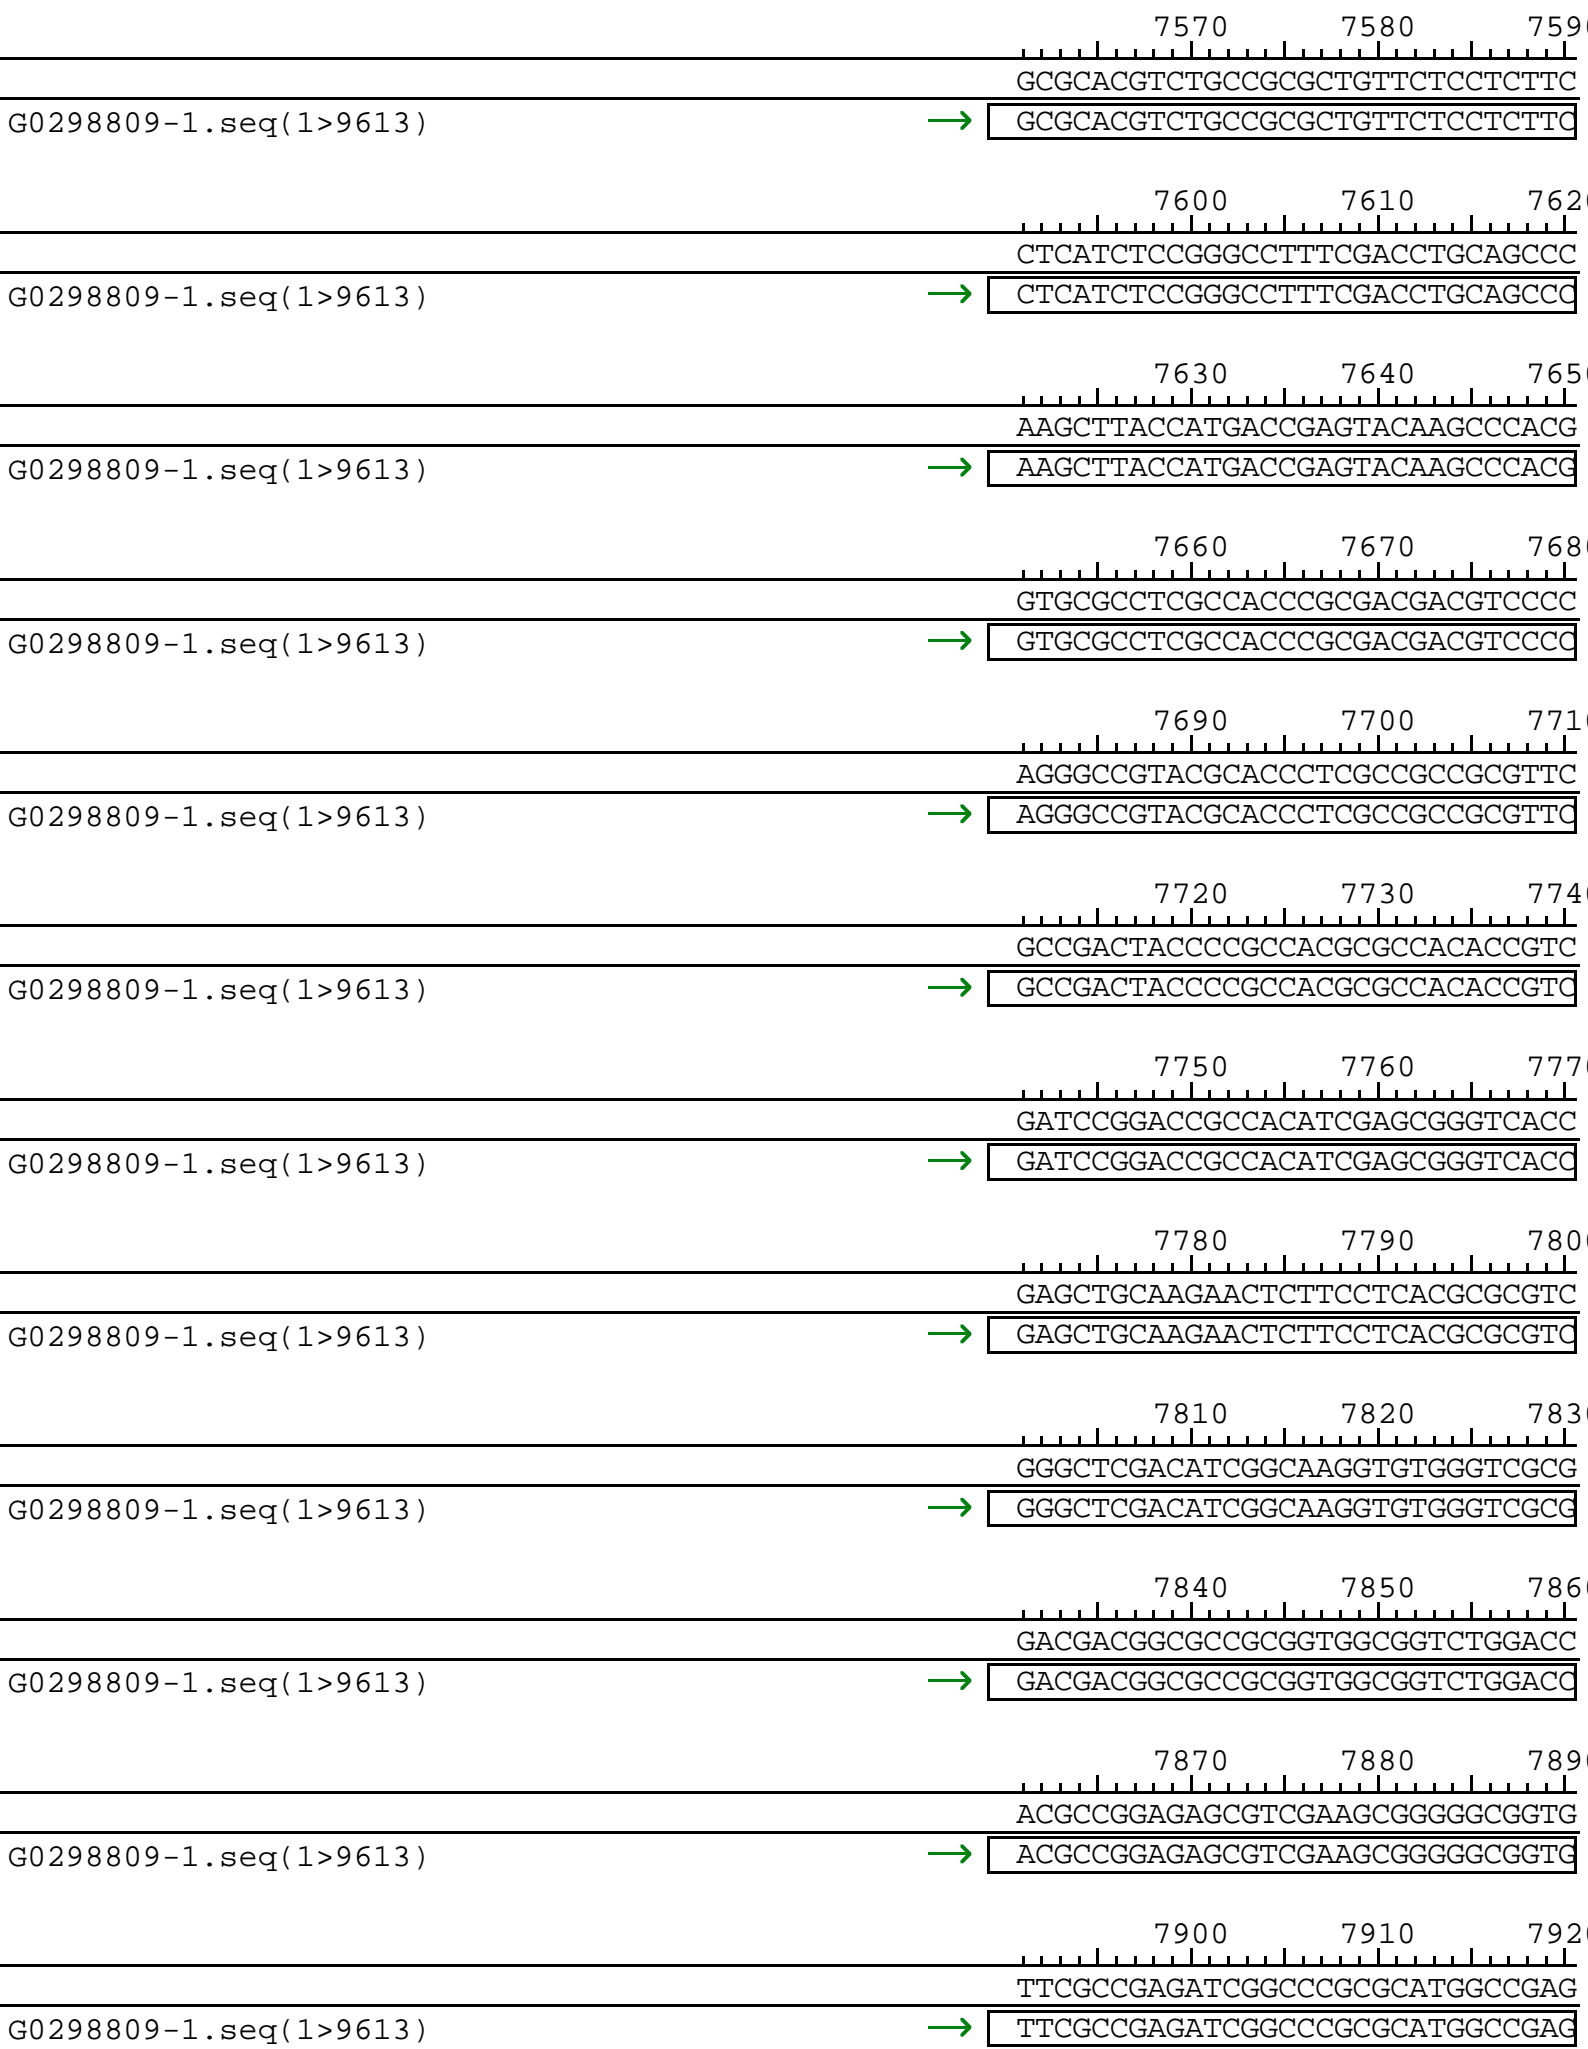 7570 7580 759
GCGCACGTCTGCCGCGCTGTTCTCCTCTTC
G0298809-1.seq(1>9613) → GCGCACGTCTGCCGCGCTGTTCTCCTCTTC
7600 7610 762
CTCATCTCCGGGCCTTTCGACCTGCAGCCC
G0298809-1.seq(1>9613) → CTCATCTCCGGGCCTTTCGACCTGCAGCCC
7630 7640 765
AAGCTTACCATGACCGAGTACAAGCCCACG
G0298809-1.seq(1>9613) → AAGCTTACCATGACCGAGTACAAGCCCACG
7660 7670 768
GTGCGCCTCGCCACCCGCGACGACGTCCCC
G0298809-1.seq(1>9613) → GTGCGCCTCGCCACCCGCGACGACGTCCCC
7690 7700 771
AGGGCCGTACGCACCCTCGCCGCCGCGTTC
G0298809-1.seq(1>9613) → AGGGCCGTACGCACCCTCGCCGCCGCGTTC
7720 7730 774
GCCGACTACCCCGCCACGCGCCACACCGTC
G0298809-1.seq(1>9613) → GCCGACTACCCCGCCACGCGCCACACCGTC
7750 7760 777
GATCCGGACCGCCACATCGAGCGGGTCACC
G0298809-1.seq(1>9613) → GATCCGGACCGCCACATCGAGCGGGTCACC
7780 7790 780
GAGCTGCAAGAACTCTTCCTCACGCGCGTC
G0298809-1.seq(1>9613) → GAGCTGCAAGAACTCTTCCTCACGCGCGTC
7810 7820 783
GGGCTCGACATCGGCAAGGTGTGGGTCGCG
G0298809-1.seq(1>9613) → GGGCTCGACATCGGCAAGGTGTGGGTCGCG
7840 7850 786
GACGACGGCGCCGCGGTGGCGGTCTGGACC
G0298809-1.seq(1>9613) → GACGACGGCGCCGCGGTGGCGGTCTGGACC
7870 7880 789
ACGCCGGAGAGCGTCGAAGCGGGGGCGGTG
G0298809-1.seq(1>9613) → ACGCCGGAGAGCGTCGAAGCGGGGGCGGTG
7900 7910 792
TTCGCCGAGATCGGCCCGCGCATGGCCGAG
G0298809-1.seq(1>9613) → TTCGCCGAGATCGGCCCGCGCATGGCCGAG